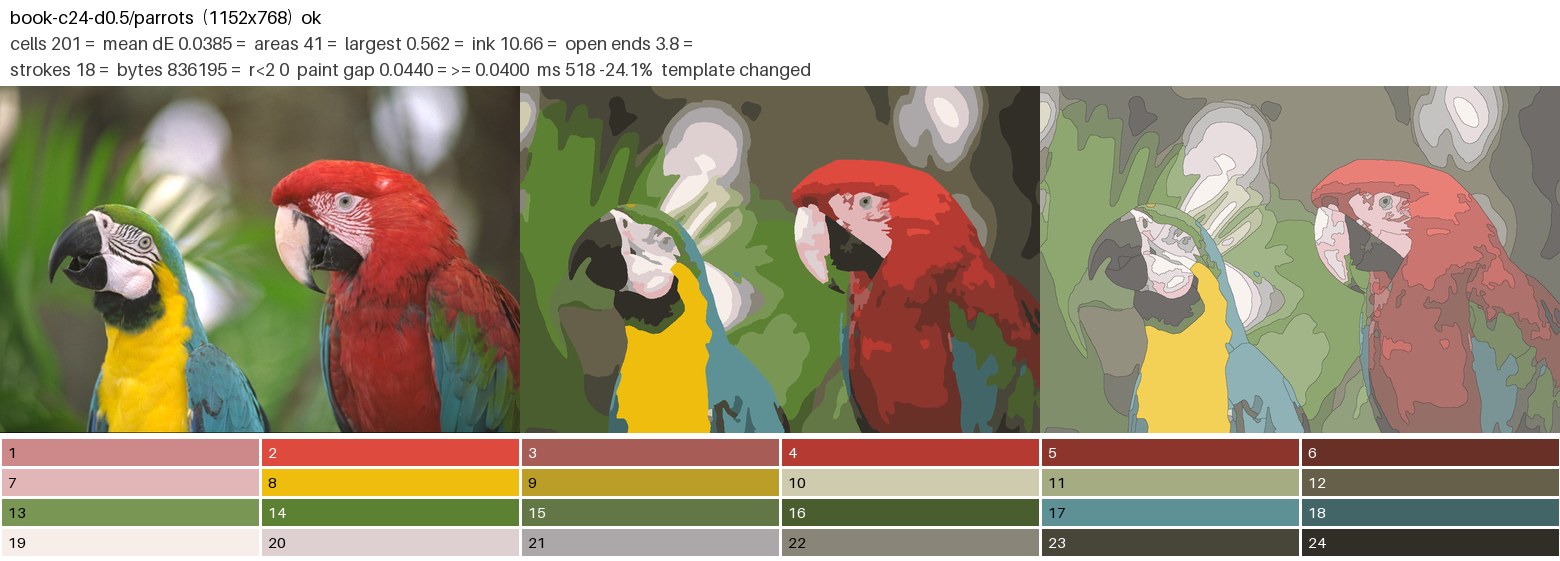 book-c24-d0.5/parrots (1152x768) ok
cells 201 = mean dE 0.0385 = areas 41 = largest 0.562 = ink 10.66 = open ends 3.8 =
strokes 18 = bytes 836195 = r<2 0 paint gap 0.0440 = >= 0.0400 ms 518 -24.1% template changed
1 2 3 4 5 6
7 8 9 10 11 12
13 14 15 16 17 18
19 20 21 22 23 24